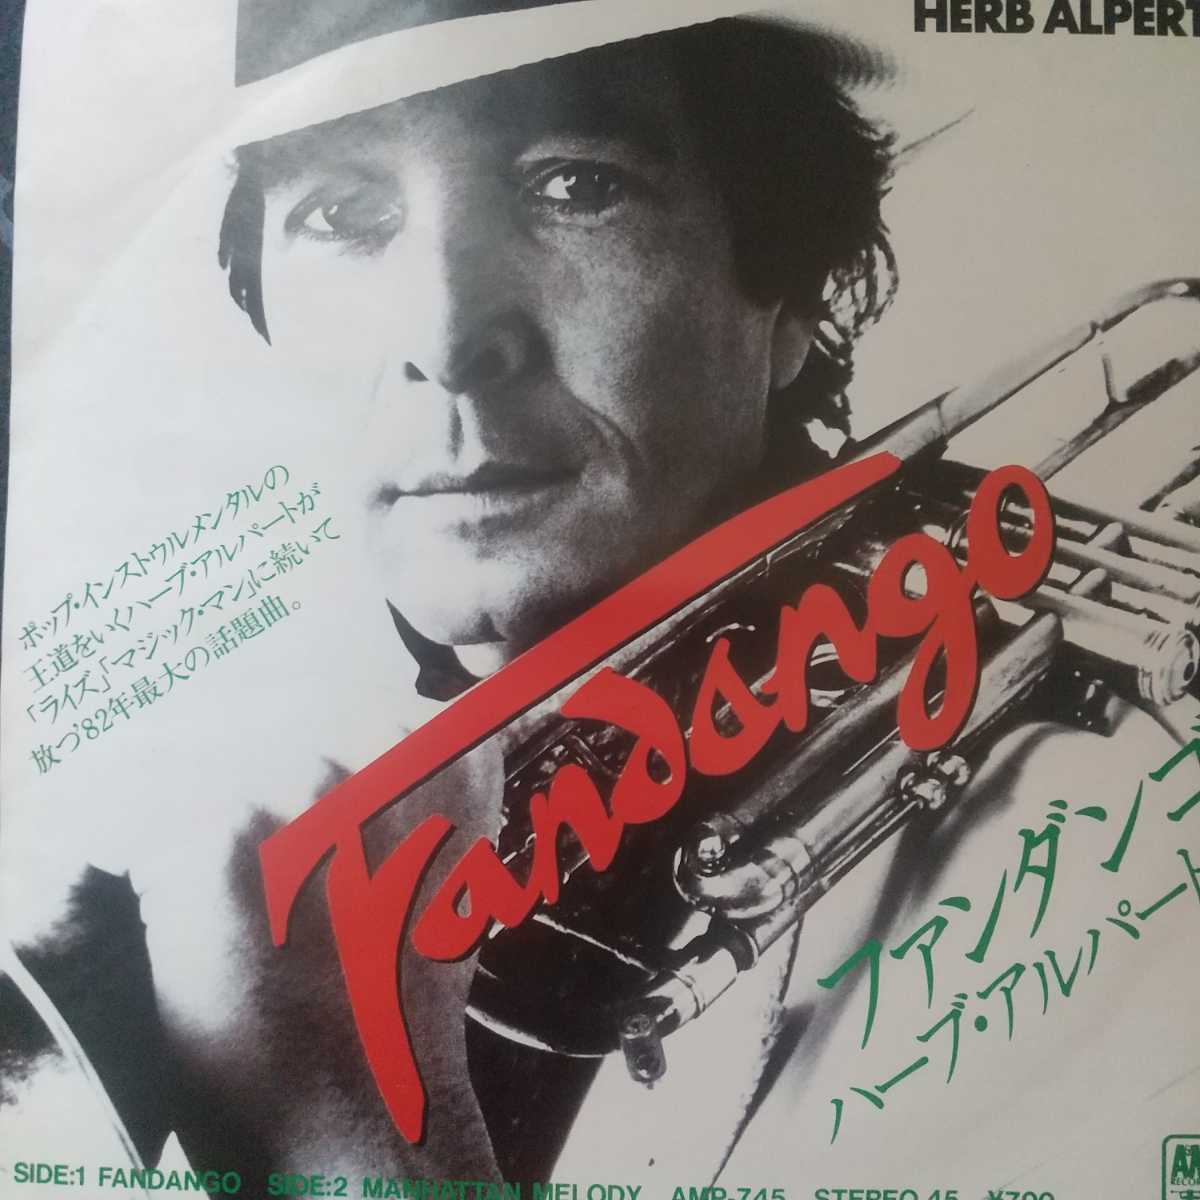 HERB ALPERT
ポップ・インストゥルメンタルの
王道をいくハーブ・アルパートが
「ライズ」「マジック・マン」に続いて
放つ'82年最大の話題曲。
Fandango
ファンダンゴ
ハーブ・アルパート
SIDE:1 FANDANGO SIDE:2 MANHATTAN MELODY AMP-745 STEREO 45 ¥700